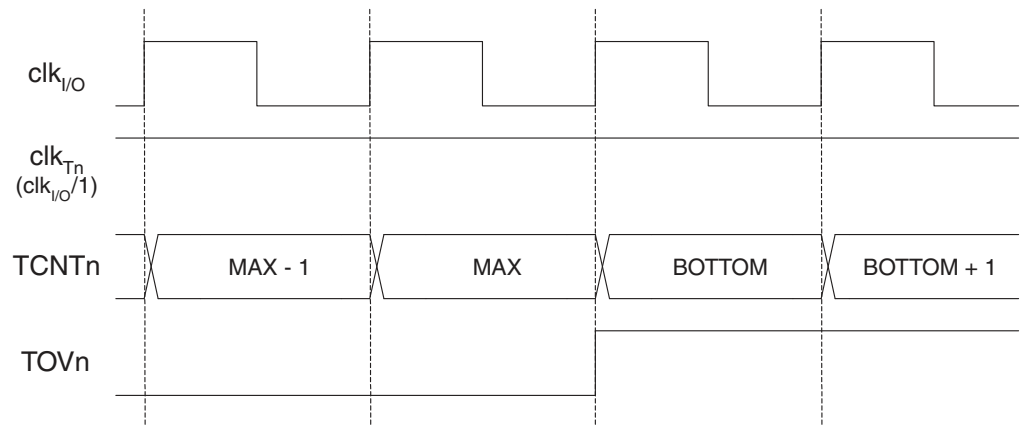 clkI/O
clkTn
(clkI/O/1)
TCNTn MAX - 1 MAX BOTTOM BOTTOM + 1
TOVn